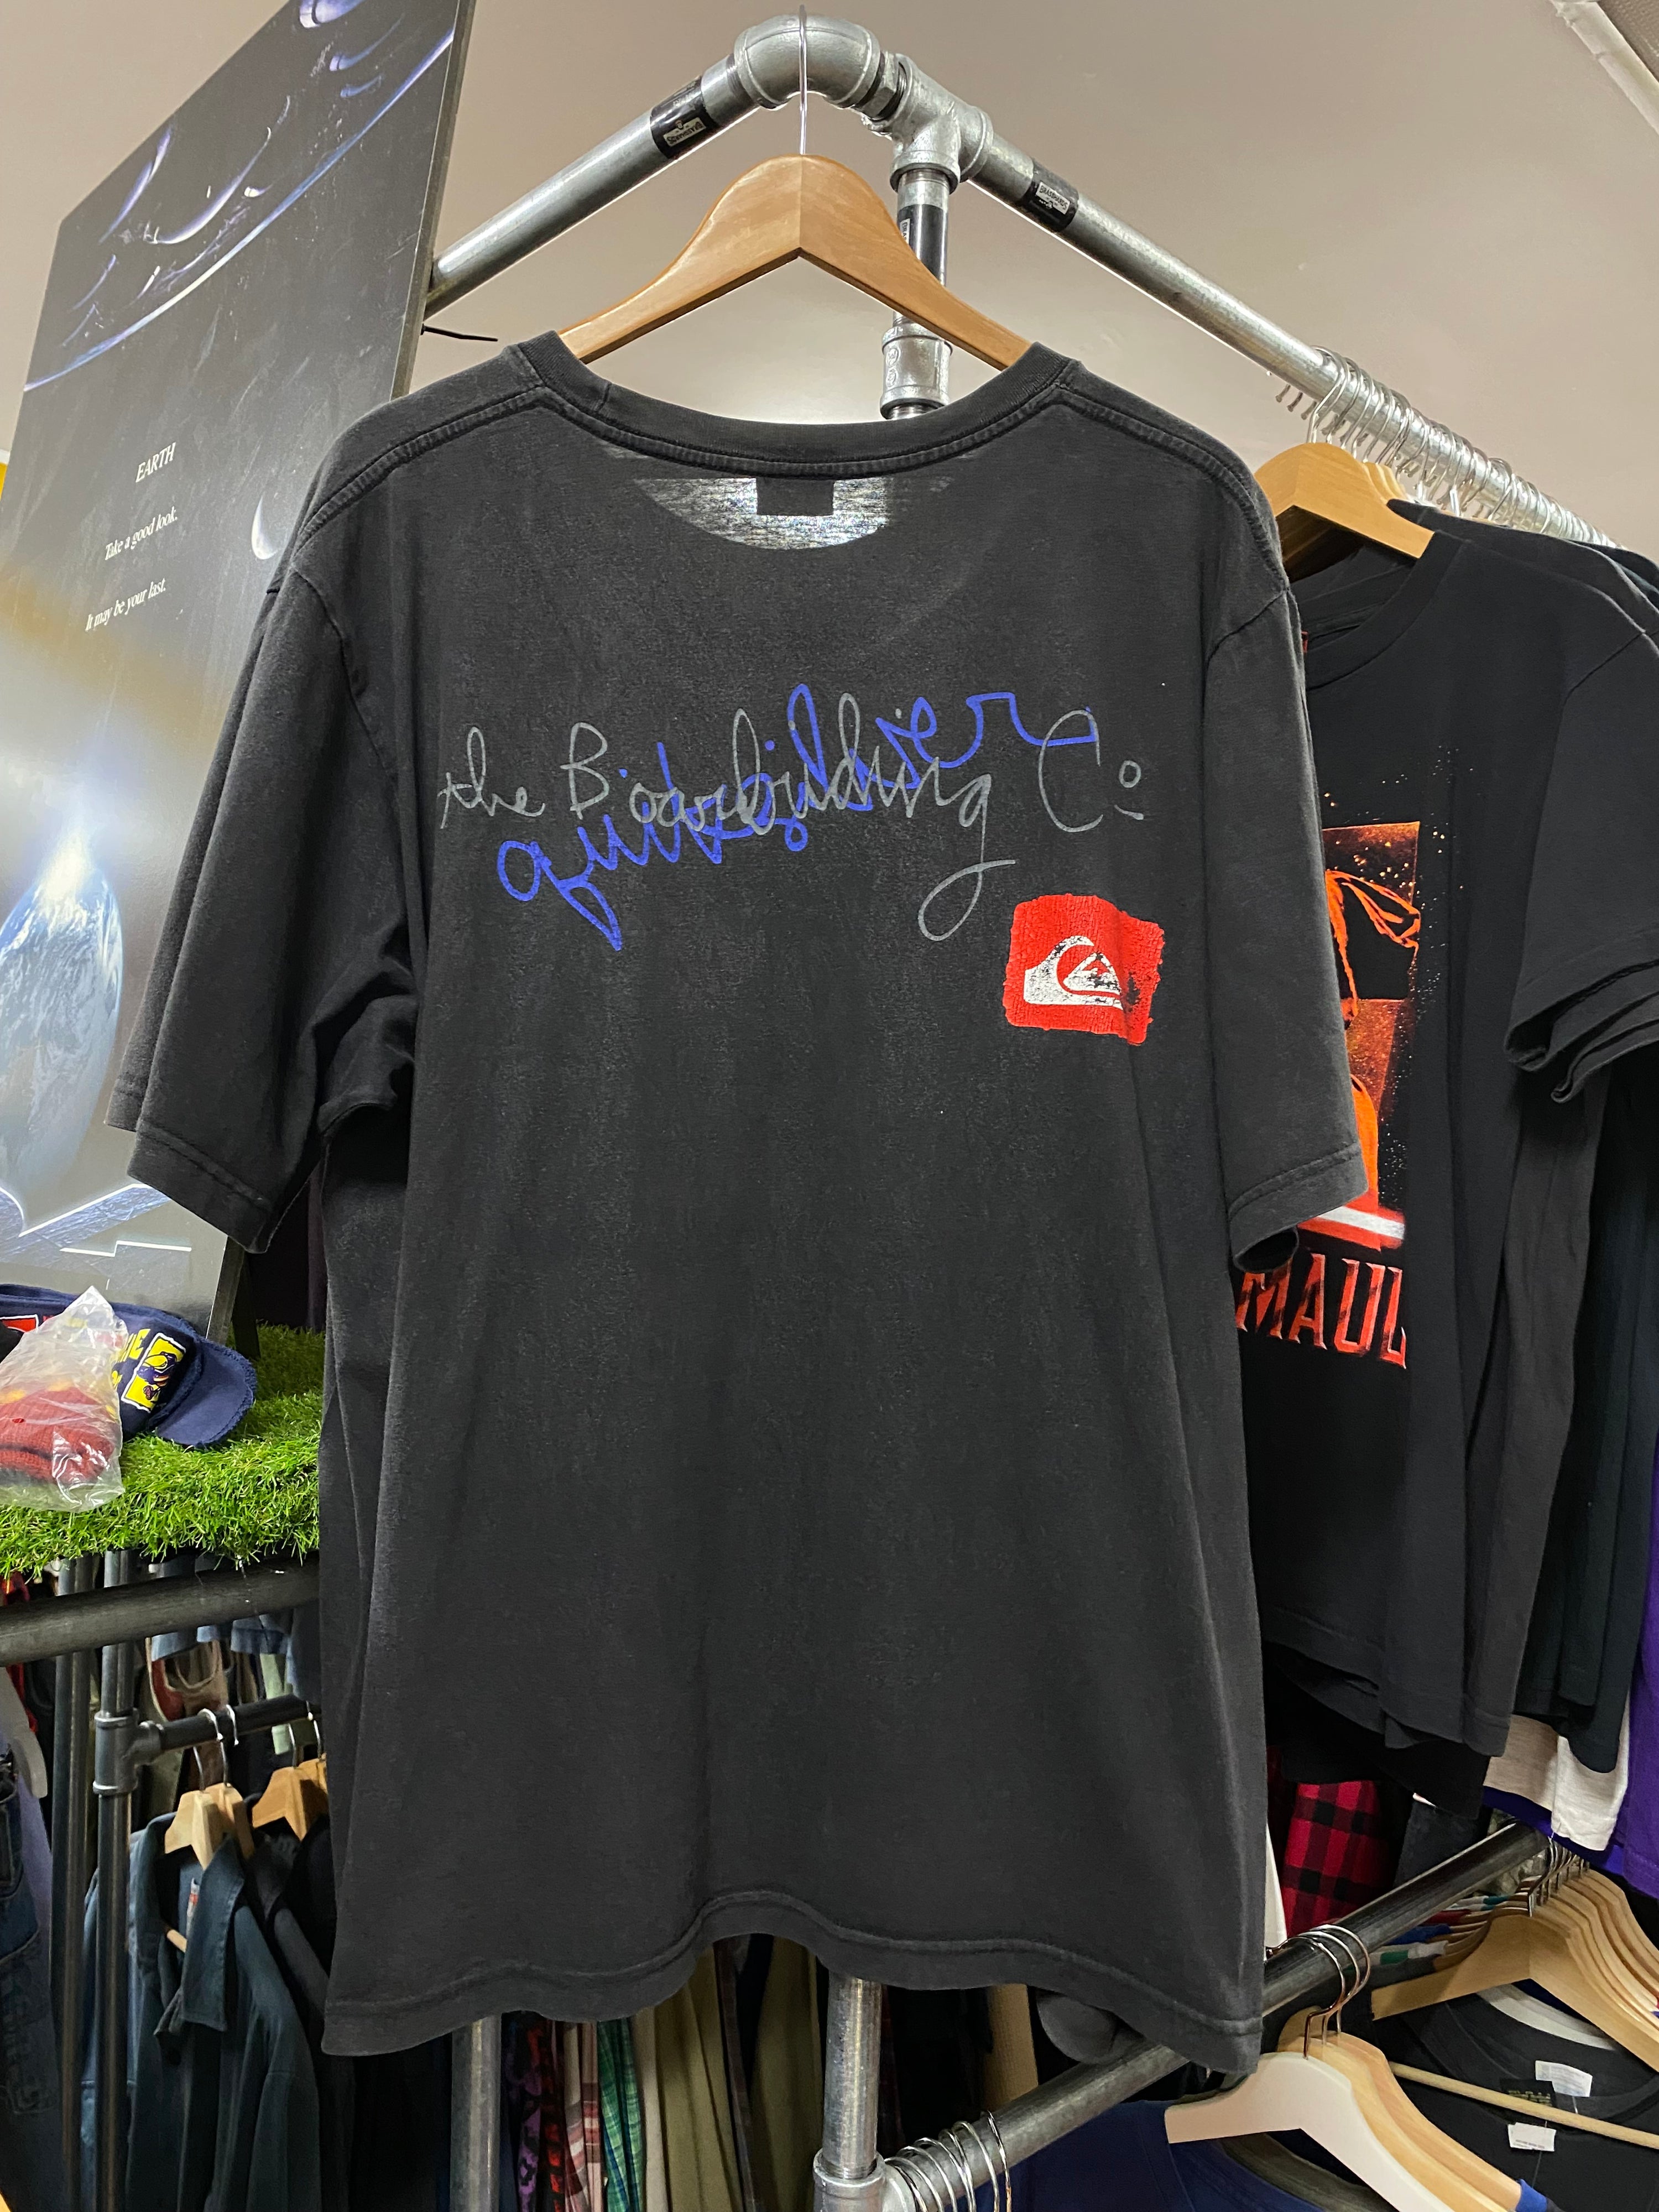 EARTH
Take a good look.
It may be your last.
the Boardriding Co
quiksilver
MAUL